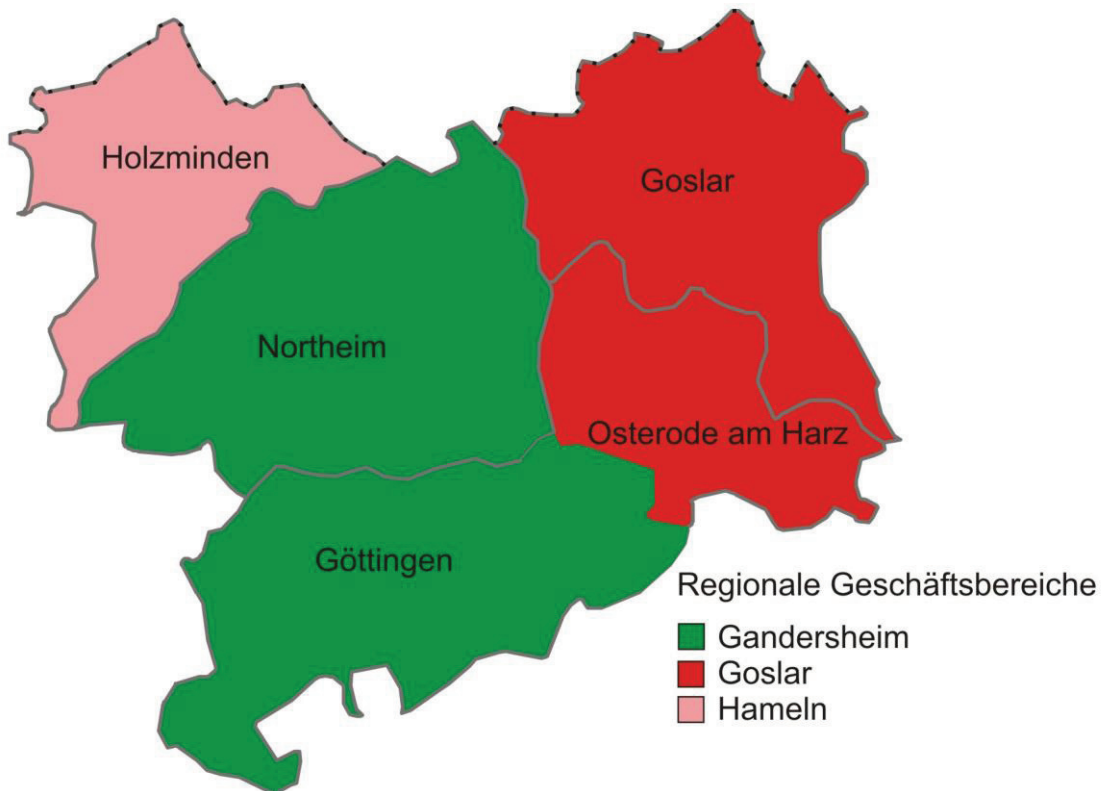 Holzminden
Goslar
Northeim
Osterode am Harz
Göttingen
Regionale Geschäftsbereiche
Gandersheim
Goslar
Hameln